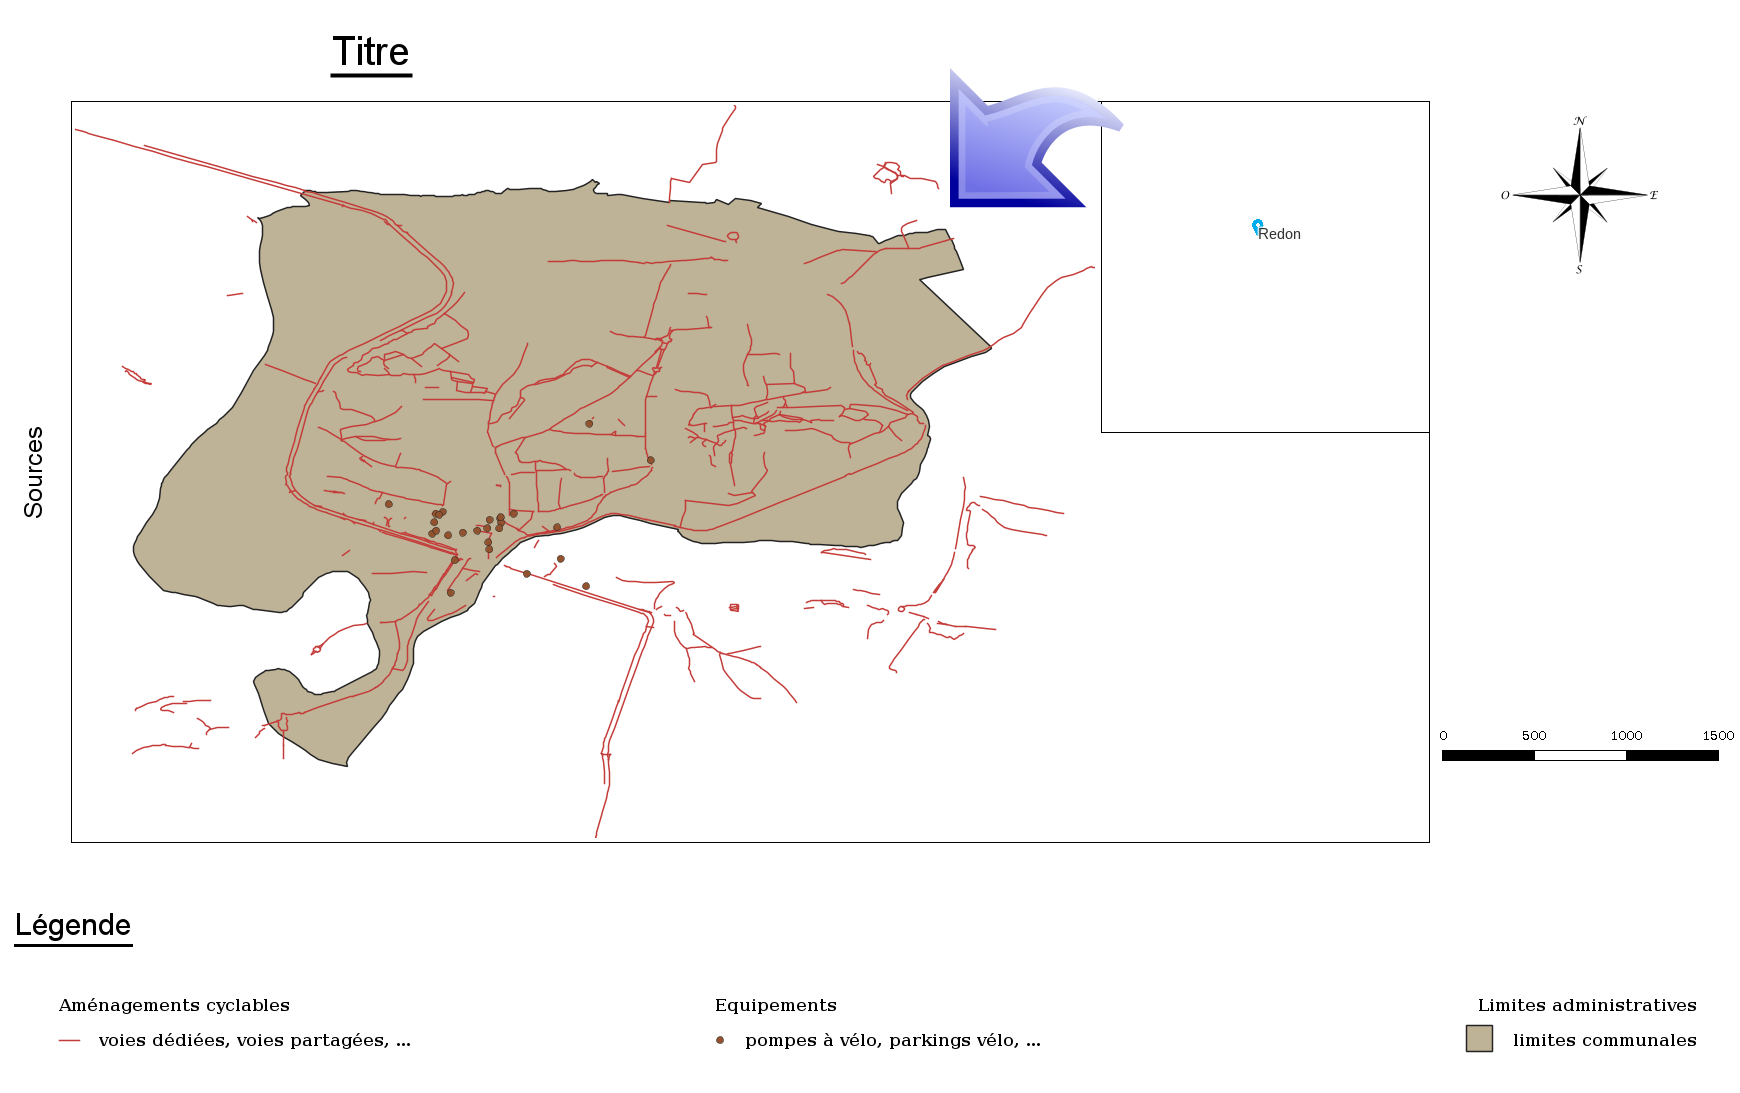 Titre
N
O
E
S
Redon
Sources
0 500 1000 1500
Légende
Aménagements cyclables
voies dédiées, voies partagées, ...
Equipements
pompes à vélo, parkings vélo, ...
Limites administratives
limites communales